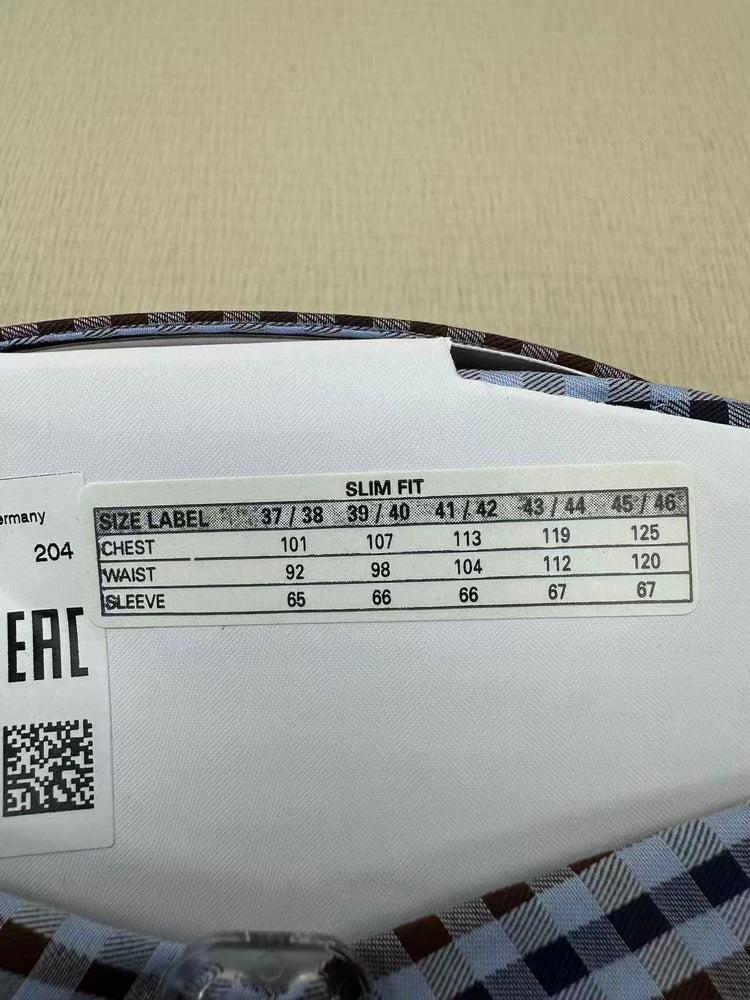 SLIM FIT
SIZE LABEL 37 / 38 39 / 40 41 / 42 43 / 44 45 / 46
CHEST 101 107 113 119 125
WAIST 92 98 104 112 120
SLEEVE 65 66 66 67 67
ermany
204
EAC